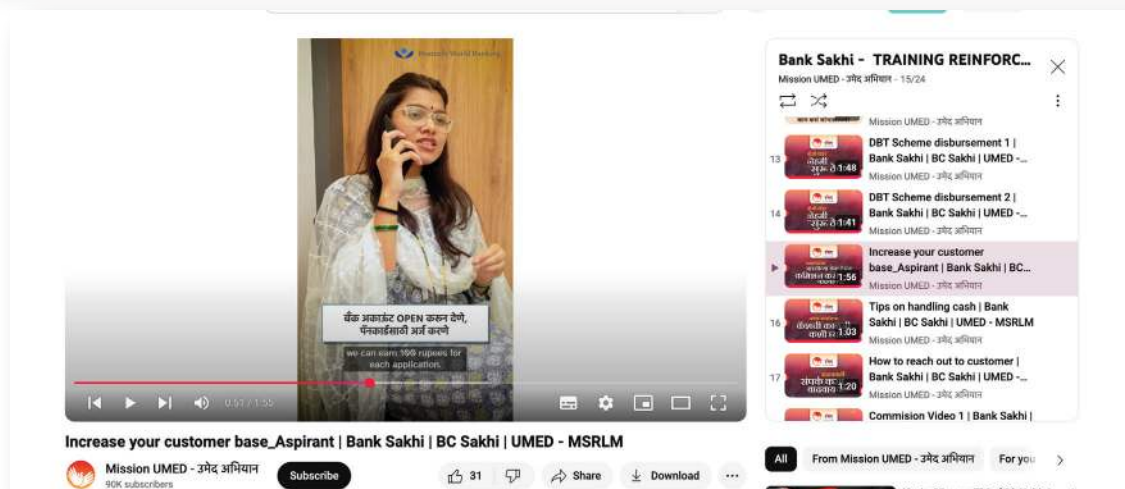 Women's World Banking
बँक अकाऊंट OPEN करून देणे,
पॅनकार्डसाठी अर्ज करणे
we can earn 100 rupees for
each application.
0:51 / 1:55
Increase your customer base_Aspirant | Bank Sakhi | BC Sakhi | UMED - MSRLM
Mission UMED - उमेद अभियान
90K subscribers
Subscribe
31
Share
Download
Bank Sakhi - TRAINING REINFORC...
Mission UMED - उमेद अभियान - 15/24
Mission UMED - उमेद अभियान
13
1:48
DBT Scheme disbursement 1 |
Bank Sakhi | BC Sakhi | UMED -...
Mission UMED - उमेद अभियान
14
1:41
DBT Scheme disbursement 2 |
Bank Sakhi | BC Sakhi | UMED -...
Mission UMED - उमेद अभियान
1:56
Increase your customer
base_Aspirant | Bank Sakhi | BC...
Mission UMED - उमेद अभियान
16
1:03
Tips on handling cash | Bank
Sakhi | BC Sakhi | UMED - MSRLM
Mission UMED - उमेद अभियान
17
1:20
How to reach out to customer |
Bank Sakhi | BC Sakhi | UMED -...
Mission UMED - उमेद अभियान
Commision Video 1 | Bank Sakhi |
All
From Mission UMED - उमेद अभियान
For you